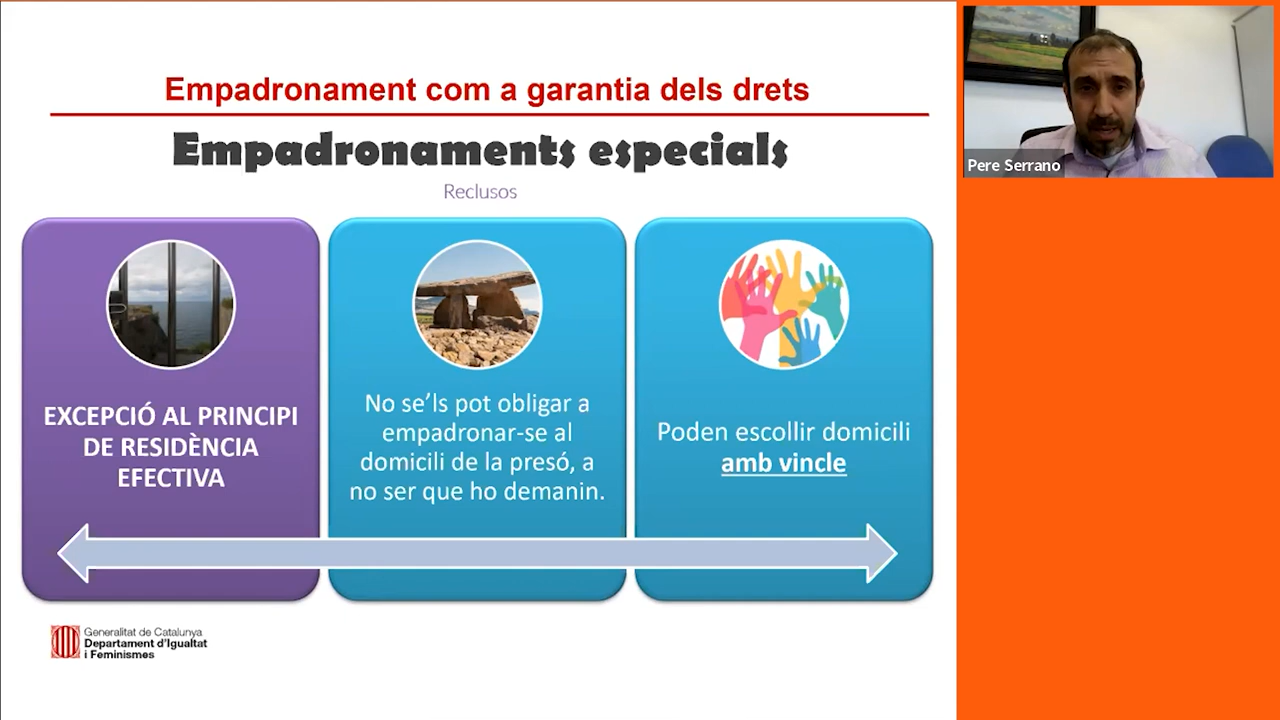 Empadronament com a garantia dels drets
Empadronaments especials
Reclusos
EXCEPCIÓ AL PRINCIPI
DE RESIDÈNCIA
EFECTIVA
No se'ls pot obligar a
empadronar-se al
domicili de la presó, a
no ser que ho demanin.
Poden escollir domicili
amb vincle
Generalitat de Catalunya
Departament d'Igualtat
i Feminismes
Pere Serrano